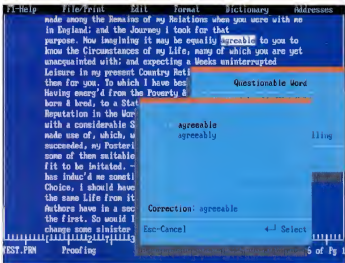 F1-Help File/Print Edit Format Dictionary Addresses
made among the Remains of my Relations when you were with me
in England; and the Journey I took for that
purpose. Now imagining it may be equally agreable to you to
know the Circumstances of my Life, many of which you are yet
unacquainted with; and expecting a Weeks uninterrupted
Leisure in my present Country Reti
them for you. To which I have bes
Having emerg'd from the Poverty &
born & bred, to a Stat
Reputation in the Wor
with a considerable S
made use of, which, w
succeeded, my Posteri
some of them suitable
fit to be imitated. -
has induc'd me someti
Choice, I should have
the same Life from it
Authors have in a sec
the first. So would I
change some sinister
Questionable Word
agreeable
agreeably
lling
Correction: agreeable
Esc-Cancel ↵ Select
TEST.PRM Proofing 6 of Pg 1